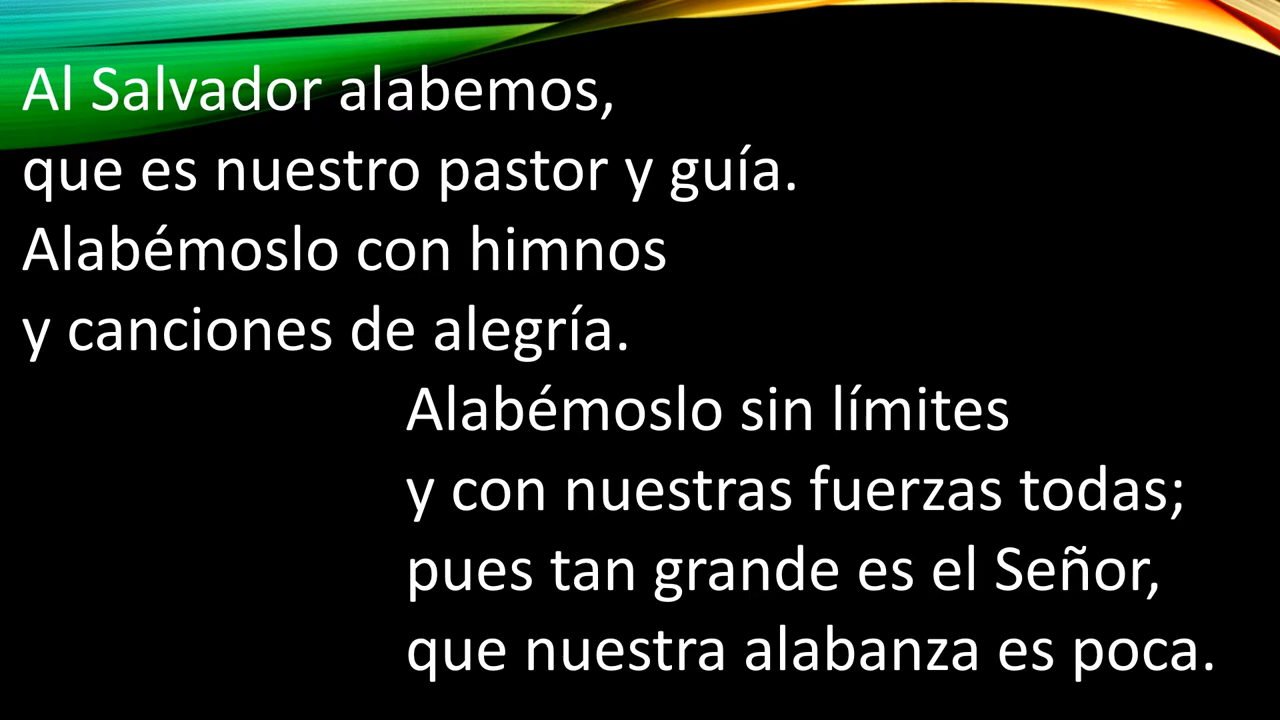 Al Salvador alabemos,
que es nuestro pastor y guía.
Alabémoslo con himnos
y canciones de alegría.
Alabémoslo sin límites
y con nuestras fuerzas todas;
pues tan grande es el Señor,
que nuestra alabanza es poca.